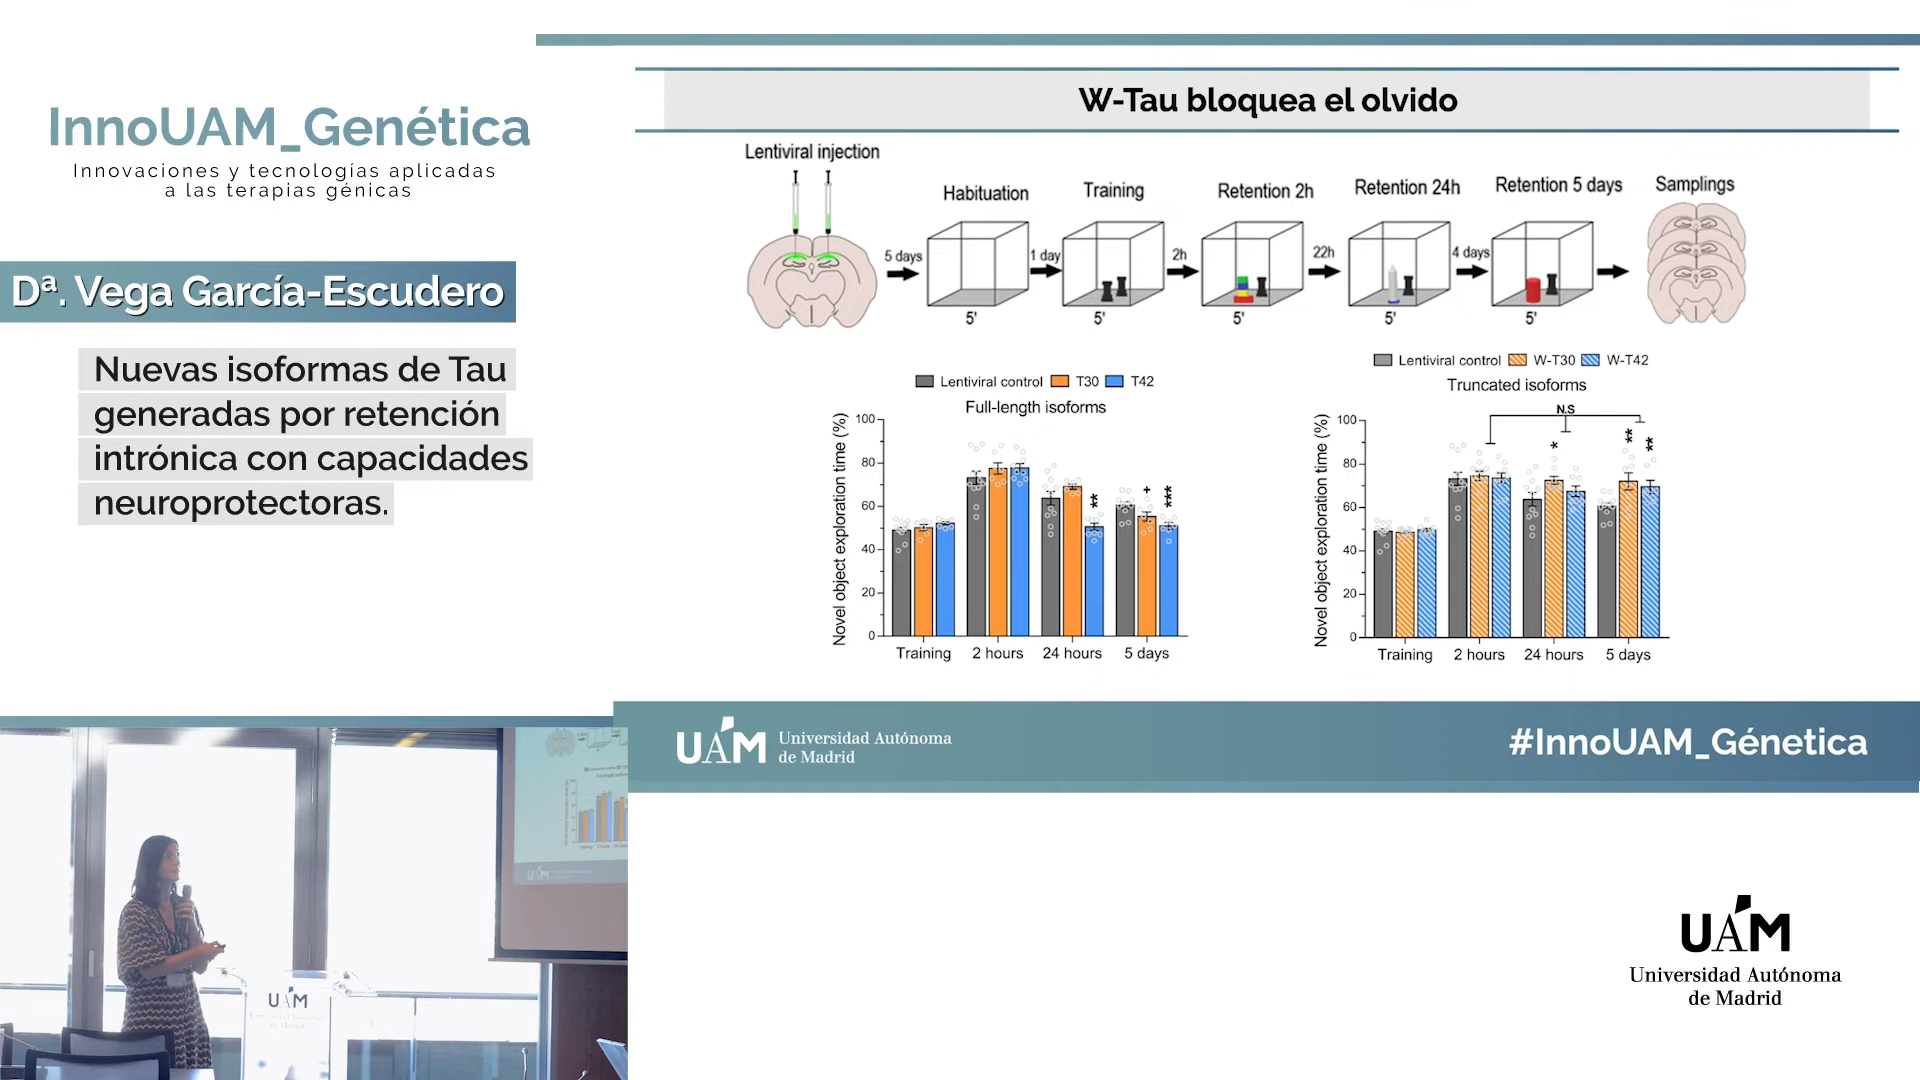 InnoUAM_Genética
Innovaciones y tecnologías aplicadas
a las terapias génicas
Dª. Vega García-Escudero
Nuevas isoformas de Tau
generadas por retención
intrónica con capacidades
neuroprotectoras.
W-Tau bloquea el olvido
Lentiviral injection
Habituation
Training
Retention 2h
Retention 24h
Retention 5 days
Samplings
5 days
1 day
2h
22h
4 days
5'
5'
5'
5'
5'
Lentiviral control T30 T42
Full-length isoforms
Novel object exploration time (%)
100
80
60
40
20
0
**
+
***
Training 2 hours 24 hours 5 days
Lentiviral control W-T30 W-T42
Truncated isoforms
N.S
Novel object exploration time (%)
100
80
60
40
20
0
*
**
**
Training 2 hours 24 hours 5 days
UAM Universidad Autónoma
de Madrid
#InnoUAM_Génetica
UAM
Universidad Autónoma
de Madrid
UAM